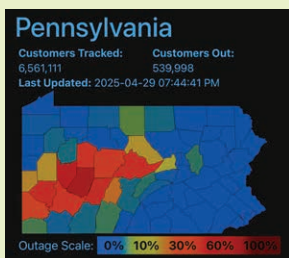 Pennsylvania
Customers Tracked: Customers Out:
6,561,111 539,998
Last Updated: 2025-04-29 07:44:41 PM
Outage Scale: 0% 10% 30% 60% 100%